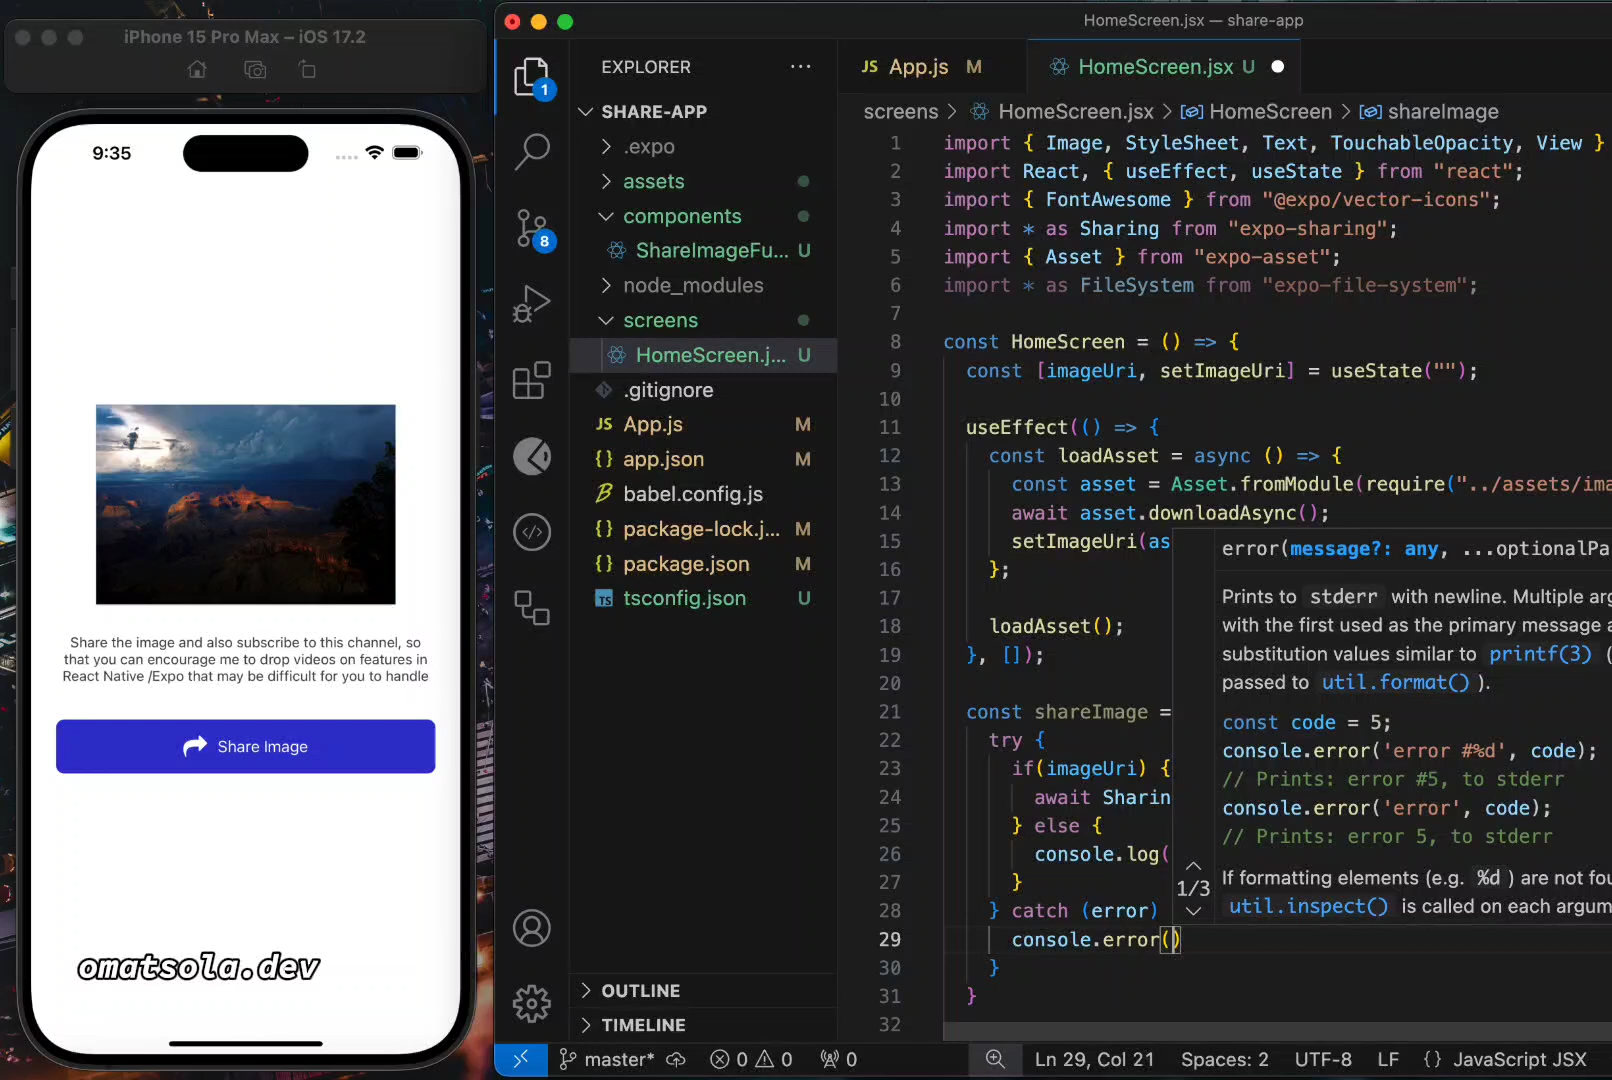 iPhone 15 Pro Max – iOS 17.2
9:35
Share the image and also subscribe to this channel, so
that you can encourage me to drop videos on features in
React Native /Expo that may be difficult for you to handle
Share Image
omatsola.dev
HomeScreen.jsx — share-app
1
8
EXPLORER
SHARE-APP
.expo
assets
components
ShareImageFu... U
node_modules
screens
HomeScreen.j... U
.gitignore
JS App.js M
{} app.json M
babel.config.js
{} package-lock.j... M
{} package.json M
TS tsconfig.json U
OUTLINE
TIMELINE
JS App.js M
HomeScreen.jsx U
screens > HomeScreen.jsx > HomeScreen > shareImage
1 import { Image, StyleSheet, Text, TouchableOpacity, View }
2 import React, { useEffect, useState } from "react";
3 import { FontAwesome } from "@expo/vector-icons";
4 import * as Sharing from "expo-sharing";
5 import { Asset } from "expo-asset";
6 import * as FileSystem from "expo-file-system";
7
8 const HomeScreen = () => {
9 const [imageUri, setImageUri] = useState("");
10
11 useEffect(() => {
12 const loadAsset = async () => {
13 const asset = Asset.fromModule(require("../assets/ima
14 await asset.downloadAsync();
15 setImageUri(as
16 };
17
18 loadAsset();
19 }, []);
20
21 const shareImage =
22 try {
23 if(imageUri) {
24 await Sharin
25 } else {
26 console.log(
27 }
28 } catch (error)
29 console.error()
30 }
31 }
32
error(message?: any, ...optionalPa
Prints to stderr with newline. Multiple arg
with the first used as the primary message a
substitution values similar to printf(3) (
passed to util.format() ).
const code = 5;
console.error('error #%d', code);
// Prints: error #5, to stderr
console.error('error', code);
// Prints: error 5, to stderr
1/3
If formatting elements (e.g. %d ) are not fou
util.inspect() is called on each argum
master* 0 0 0
Ln 29, Col 21 Spaces: 2 UTF-8 LF {} JavaScript JSX